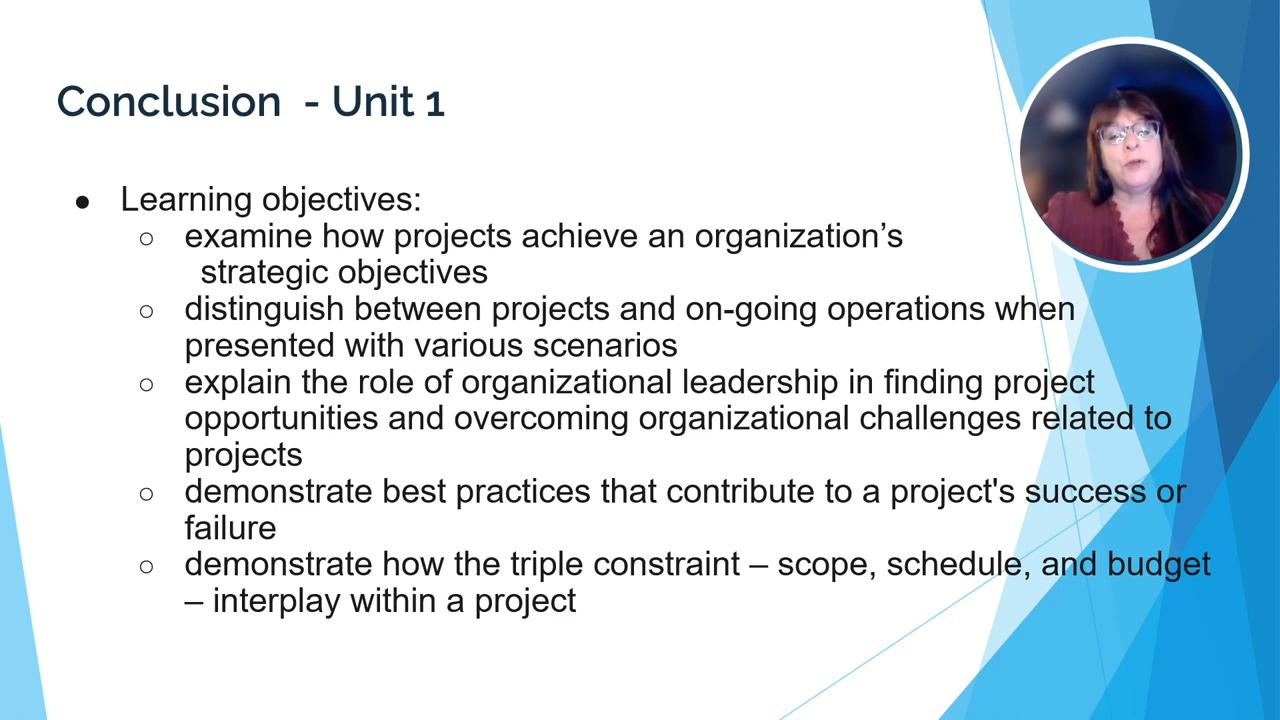 Conclusion - Unit 1
● Learning objectives:
○ examine how projects achieve an organization’s
strategic objectives
○ distinguish between projects and on-going operations when
presented with various scenarios
○ explain the role of organizational leadership in finding project
opportunities and overcoming organizational challenges related to
projects
○ demonstrate best practices that contribute to a project's success or
failure
○ demonstrate how the triple constraint – scope, schedule, and budget
– interplay within a project